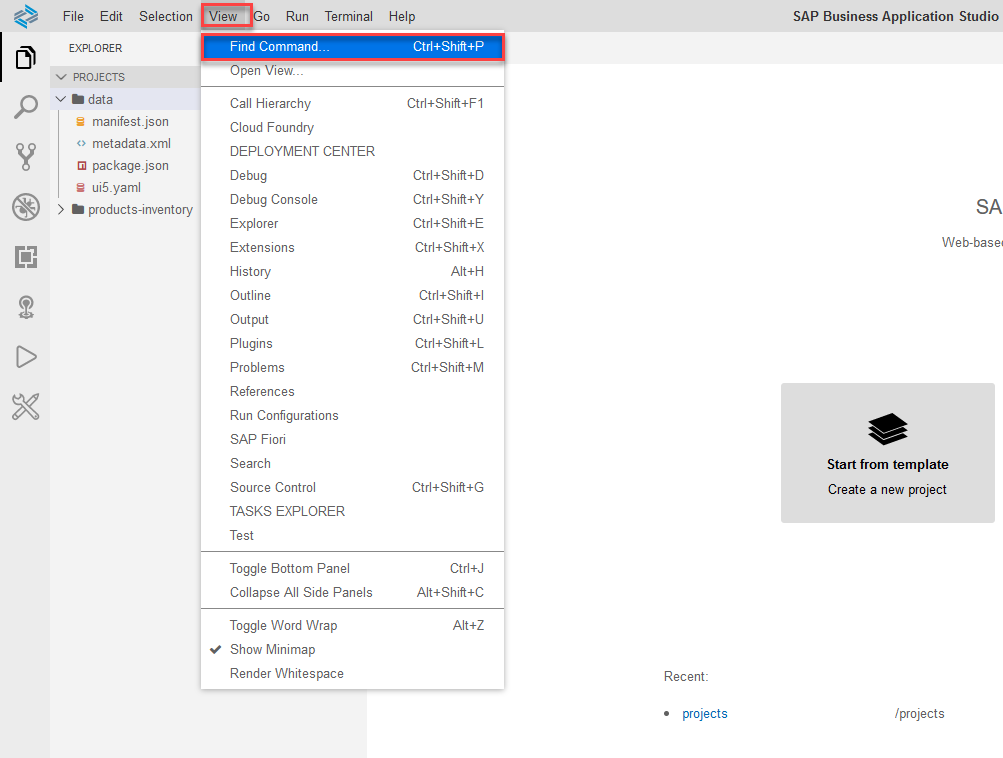 File Edit Selection View Go Run Terminal Help SAP Business Application Studio
EXPLORER
PROJECTS
data
manifest.json
metadata.xml
package.json
ui5.yaml
products-inventory
Find Command... Ctrl+Shift+P
Open View...
Call Hierarchy Ctrl+Shift+F1
Cloud Foundry
DEPLOYMENT CENTER
Debug Ctrl+Shift+D
Debug Console Ctrl+Shift+Y
Explorer Ctrl+Shift+E
Extensions Ctrl+Shift+X
History Alt+H
Outline Ctrl+Shift+I
Output Ctrl+Shift+U
Plugins Ctrl+Shift+L
Problems Ctrl+Shift+M
References
Run Configurations
SAP Fiori
Search
Source Control Ctrl+Shift+G
TASKS EXPLORER
Test
Toggle Bottom Panel Ctrl+J
Collapse All Side Panels Alt+Shift+C
Toggle Word Wrap Alt+Z
Show Minimap
Render Whitespace
SA
Web-based
Start from template
Create a new project
Recent:
projects /projects